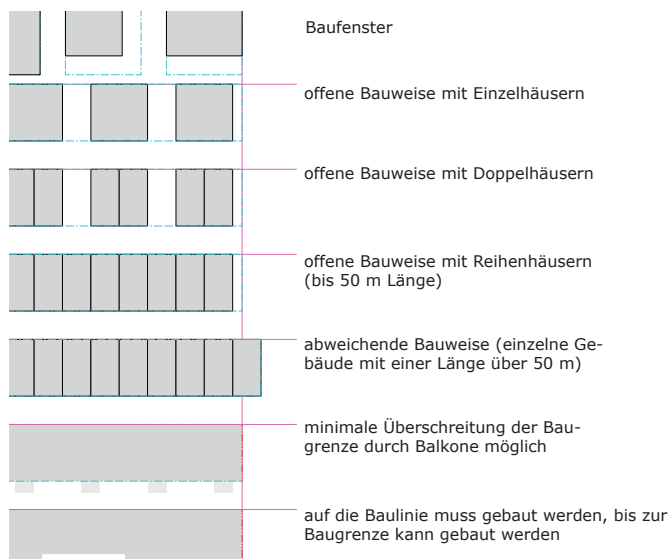 Baufenster
offene Bauweise mit Einzelhäusern
offene Bauweise mit Doppelhäusern
offene Bauweise mit Reihenhäusern
(bis 50 m Länge)
abweichende Bauweise (einzelne Ge-
bäude mit einer Länge über 50 m)
minimale Überschreitung der Bau-
grenze durch Balkone möglich
auf die Baulinie muss gebaut werden, bis zur
Baugrenze kann gebaut werden